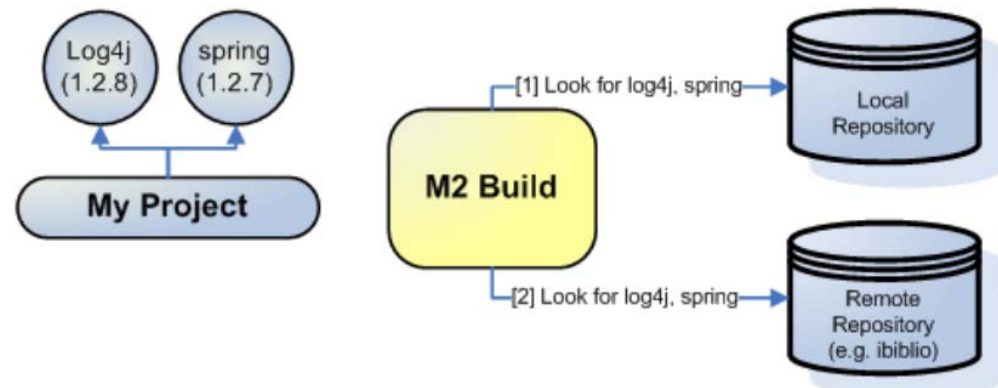 Log4j
(1.2.8)
spring
(1.2.7)
My Project
M2 Build
[1] Look for log4j, spring
Local
Repository
[2] Look for log4j, spring
Remote
Repository
(e.g. ibiblio)